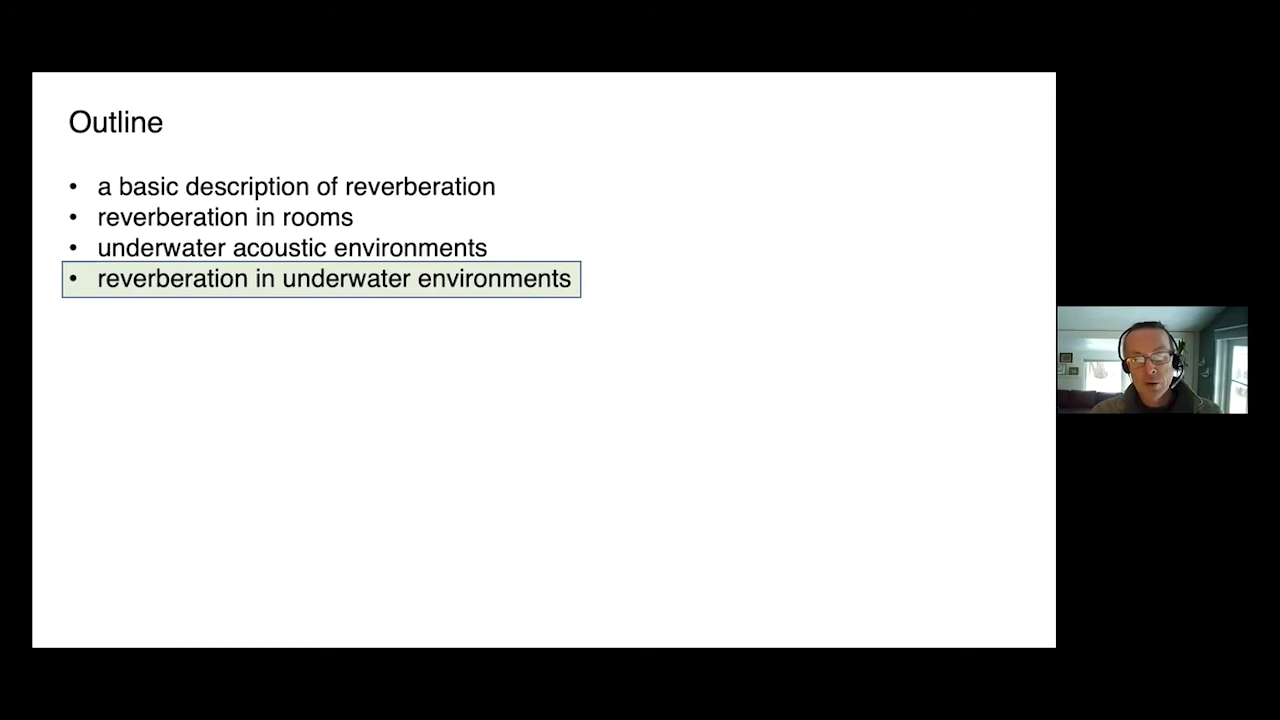 Outline
• a basic description of reverberation
• reverberation in rooms
• underwater acoustic environments
• reverberation in underwater environments